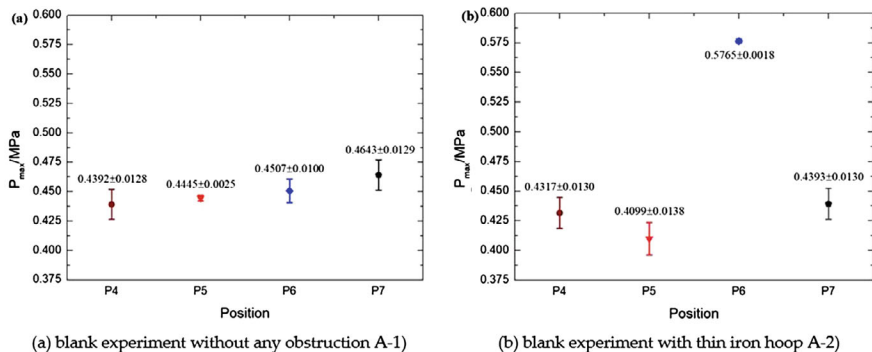 (a)
0.600
0.575
0.550
0.525
0.500
0.475
0.450
0.425
0.400
0.375
Pmax/MPa
0.4392±0.0128
0.4445±0.0025
0.4507±0.0100
0.4643±0.0129
P4 P5 P6 P7
Position
(a) blank experiment without any obstruction A-1)
(b)
0.600
0.575
0.550
0.525
0.500
0.475
0.450
0.425
0.400
0.375
Pmax/MPa
0.5765±0.0018
0.4317±0.0130
0.4099±0.0138
0.4393±0.0130
P4 P5 P6 P7
Position
(b) blank experiment with thin iron hoop A-2)